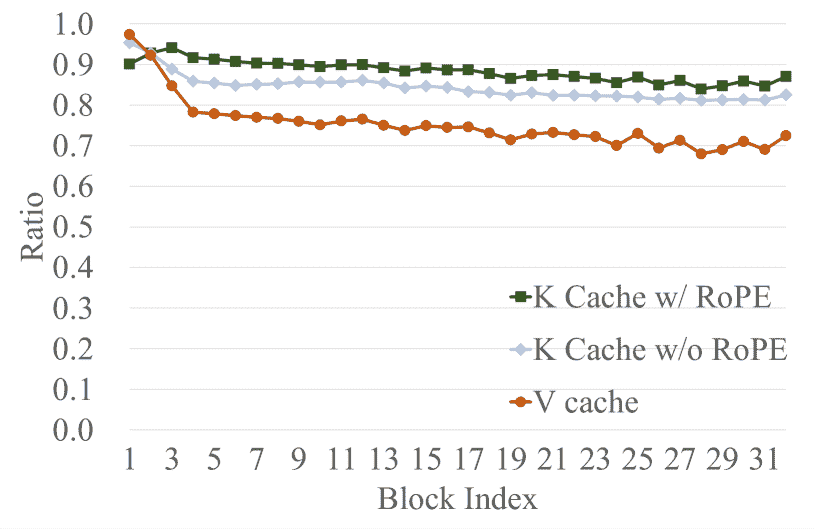 1.0
0.9
0.8
0.7
0.6
0.5
0.4
0.3
0.2
0.1
0.0
Ratio
K Cache w/ RoPE
K Cache w/o RoPE
V cache
1 3 5 7 9 11 13 15 17 19 21 23 25 27 29 31
Block Index